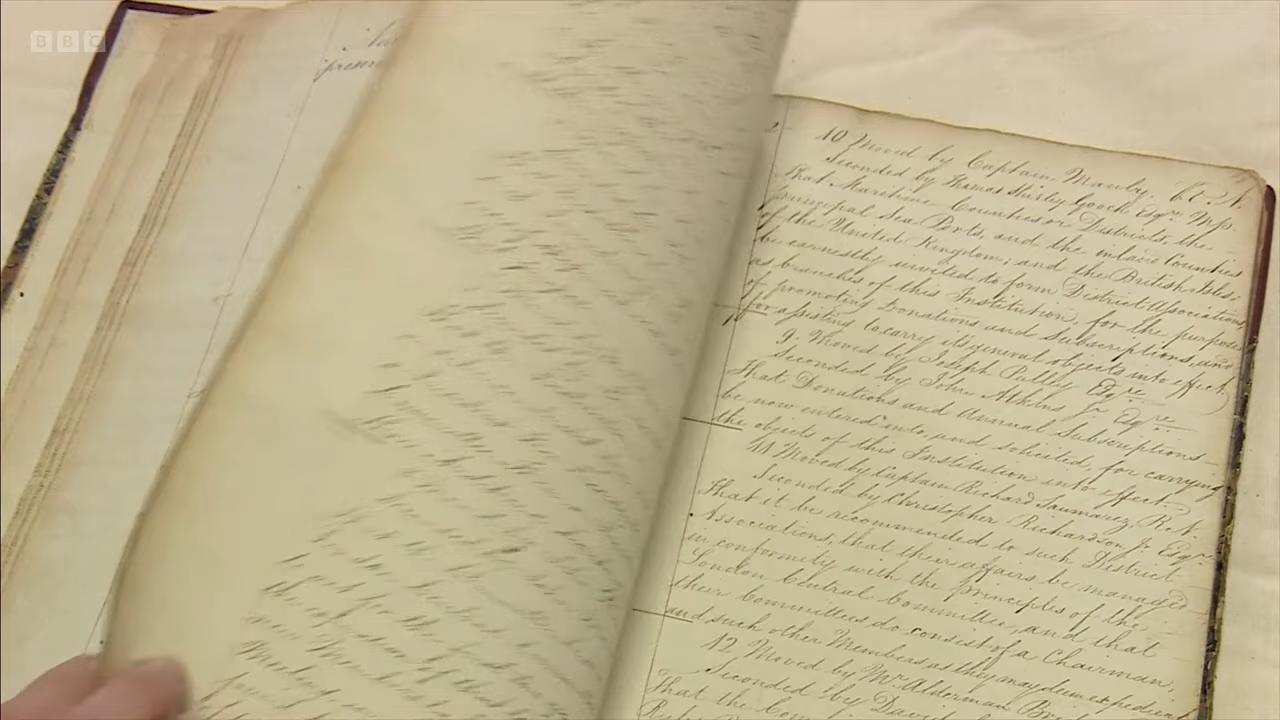 BBC
presen
10 Moved by Captain Manby, R. N.
Seconded by Thomas Shirley Gooch Esqre M.P.
That Maritime Counties or Districts, the
principal Sea Ports, and the inland Counties
of the United Kingdom, and the British Isles,
be earnestly invited to form District Associations
as branches of this Institution, for the purpose
of promoting Donations and Subscriptions and
for assisting to carry its general objects into effect,
9. Moved by Joseph Pulley Esqre
Seconded by John Atkins Jr Esqre
That Donations and Annual Subscriptions
be now entered into, and solicited, for carrying
the objects of this Institution into effect.
11 Moved by Captain Richard Saumarez, R. N.
Seconded by Christopher Richardson Jr Esqre
That it be recommended to such District
Associations, that their affairs be managed
in conformity with the principles of the
London Central Committee, and that
their Committees do consist of a Chairman,
and such other Members as they may deem expedient
12 Moved by Mr Alderman
Seconded by David
That the